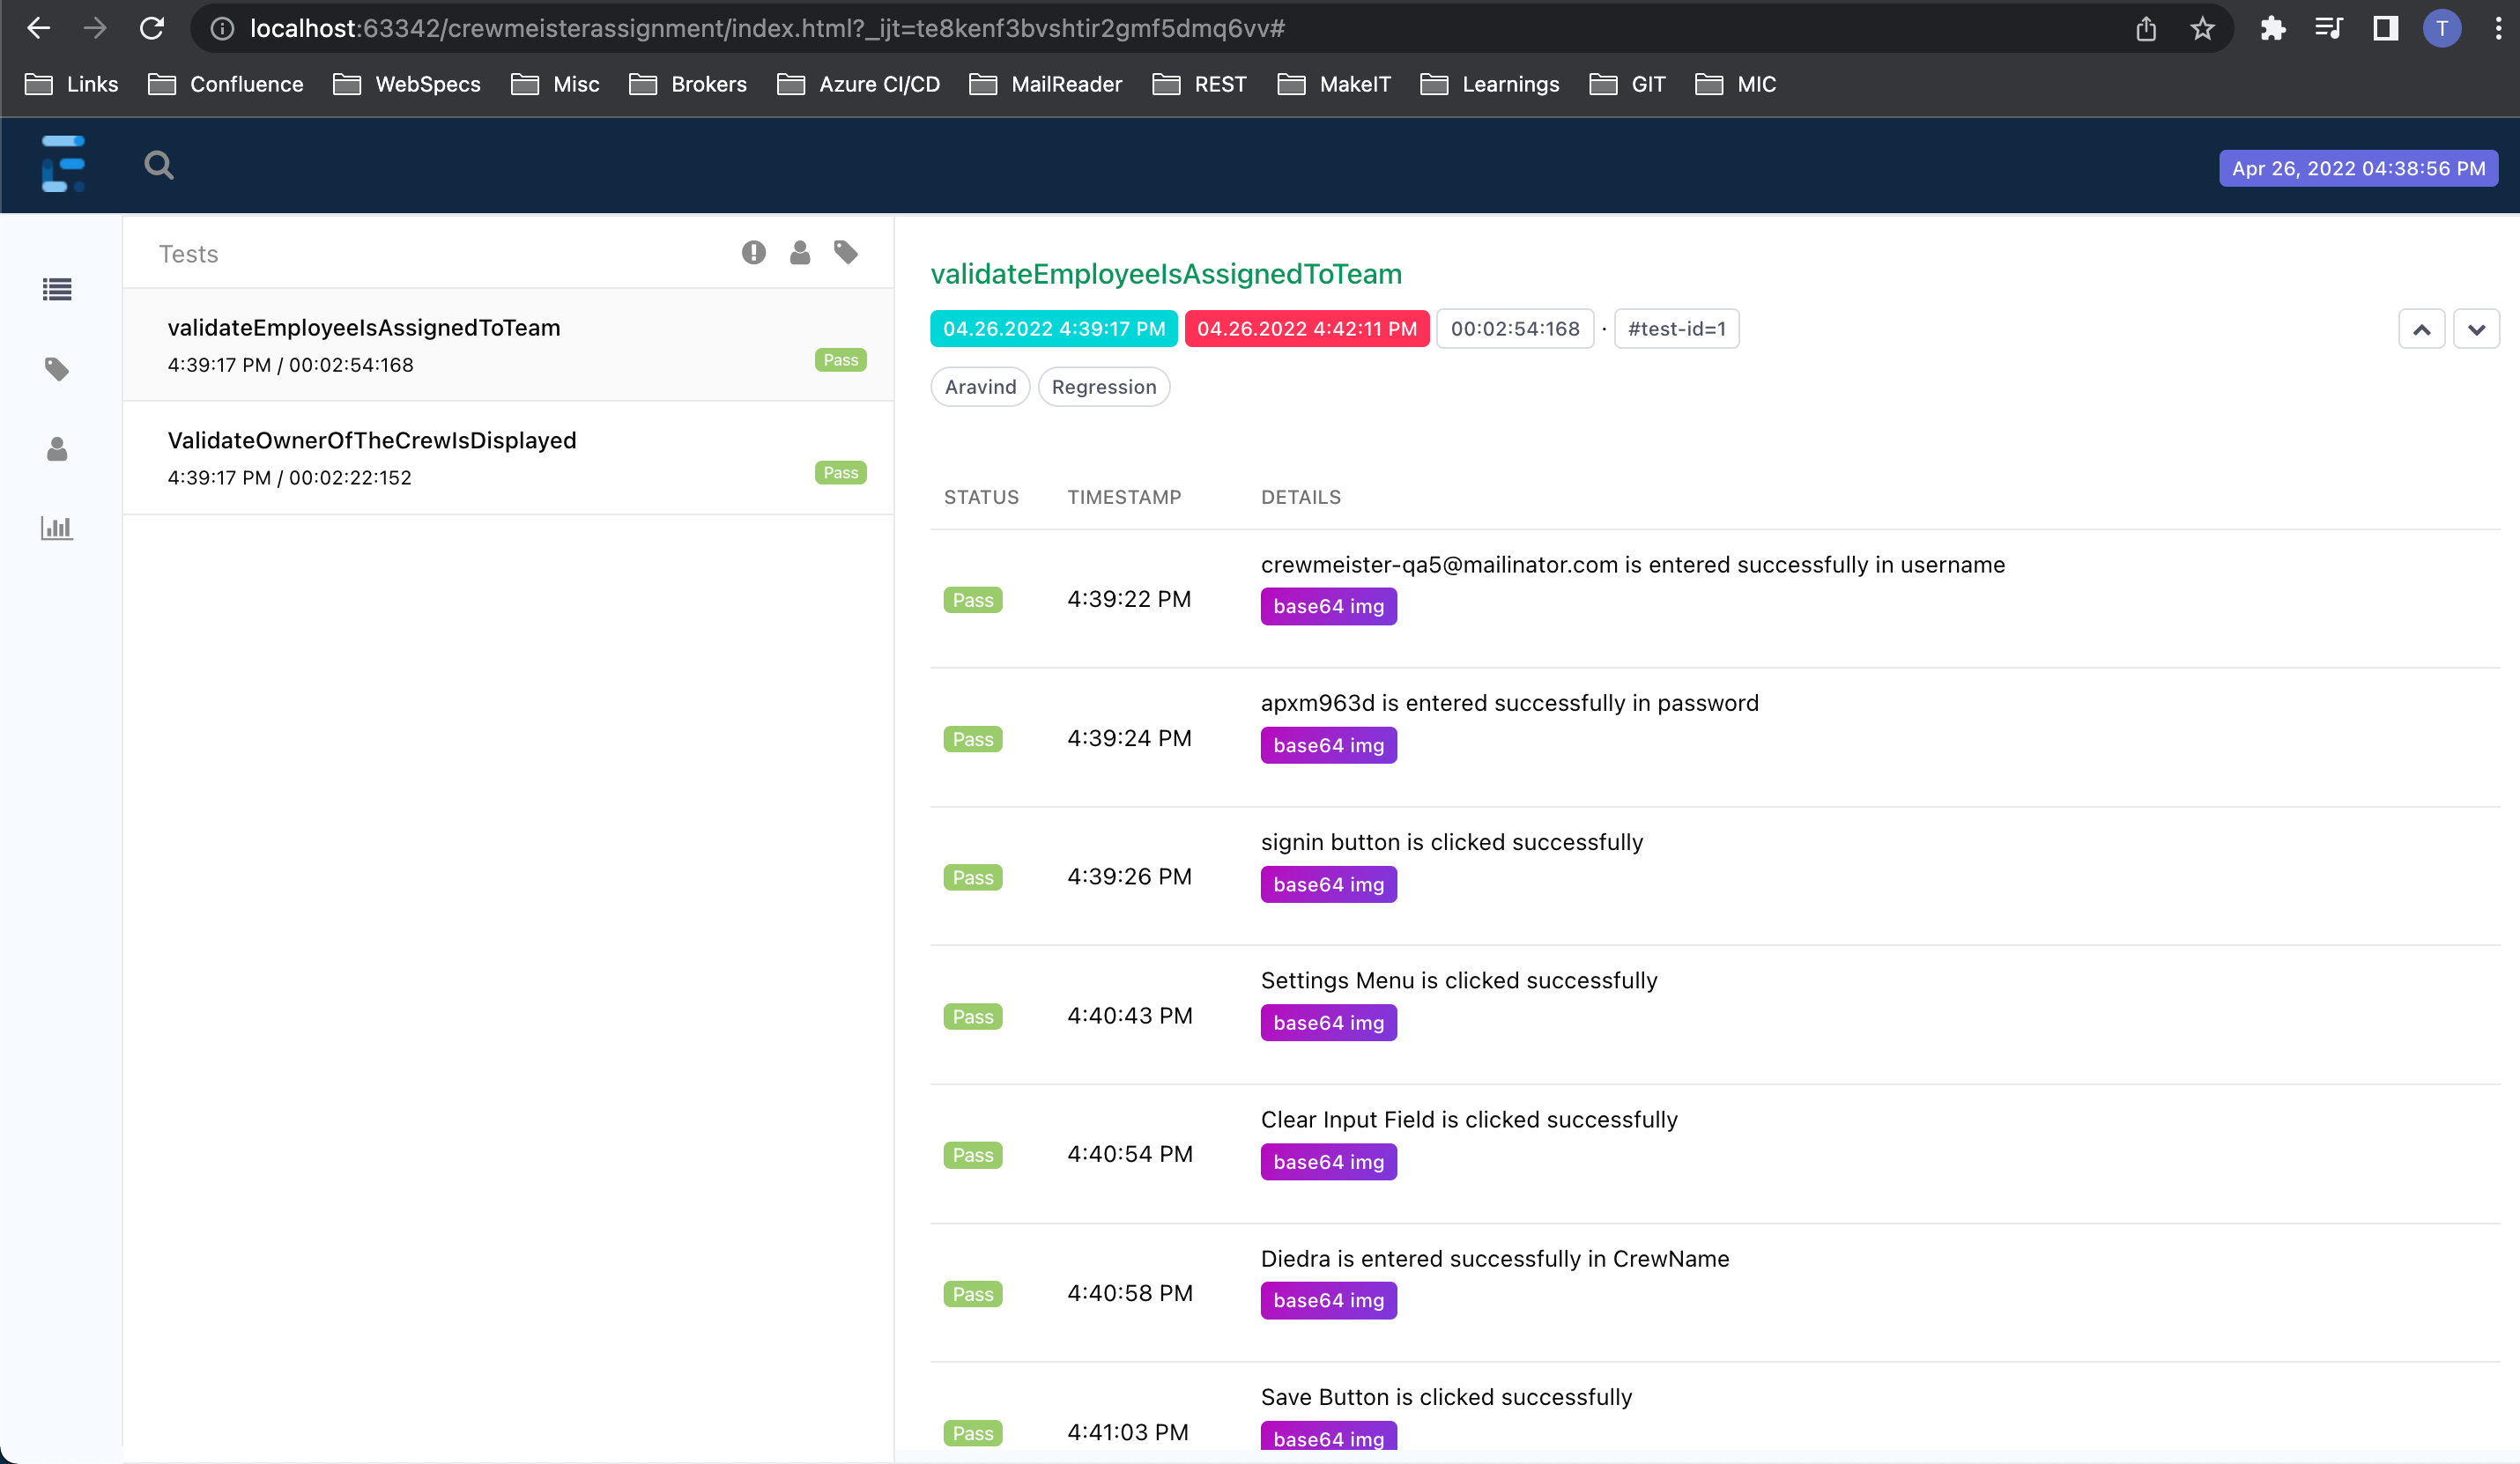 localhost:63342/crewmeisterassignment/index.html?_ijt=te8kenf3bvshtir2gmf5dmq6vv#
T
Links Confluence WebSpecs Misc Brokers Azure CI/CD MailReader REST MakeIT Learnings GIT MIC
Apr 26, 2022 04:38:56 PM
Tests
validateEmployeeIsAssignedToTeam
4:39:17 PM / 00:02:54:168
Pass
ValidateOwnerOfTheCrewIsDisplayed
4:39:17 PM / 00:02:22:152
Pass
validateEmployeeIsAssignedToTeam
04.26.2022 4:39:17 PM 04.26.2022 4:42:11 PM 00:02:54:168 · #test-id=1
Aravind Regression
STATUS TIMESTAMP DETAILS
crewmeister-qa5@mailinator.com is entered successfully in username
Pass 4:39:22 PM
base64 img
apxm963d is entered successfully in password
Pass 4:39:24 PM
base64 img
signin button is clicked successfully
Pass 4:39:26 PM
base64 img
Settings Menu is clicked successfully
Pass 4:40:43 PM
base64 img
Clear Input Field is clicked successfully
Pass 4:40:54 PM
base64 img
Diedra is entered successfully in CrewName
Pass 4:40:58 PM
base64 img
Save Button is clicked successfully
Pass 4:41:03 PM
base64 img